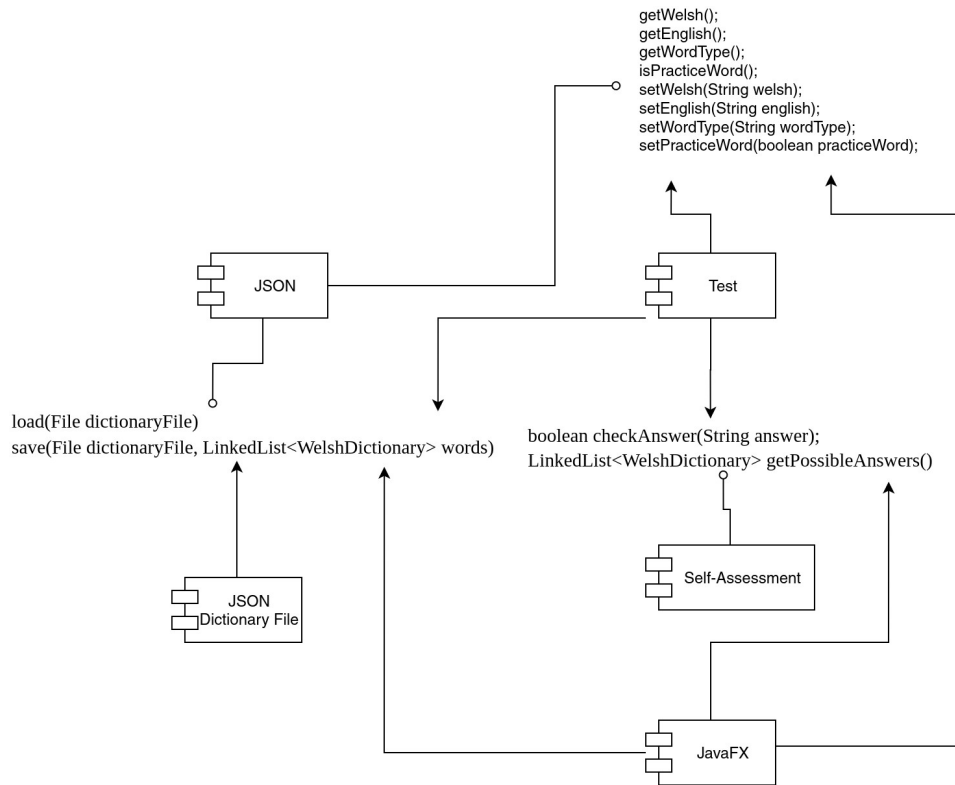 getWelsh();
getEnglish();
getWordType();
isPracticeWord();
setWelsh(String welsh);
setEnglish(String english);
setWordType(String wordType);
setPracticeWord(boolean practiceWord);
JSON
Test
load(File dictionaryFile)
save(File dictionaryFile, LinkedList<WelshDictionary> words)
boolean checkAnswer(String answer);
LinkedList<WelshDictionary> getPossibleAnswers()
Self-Assessment
JSON
Dictionary File
JavaFX